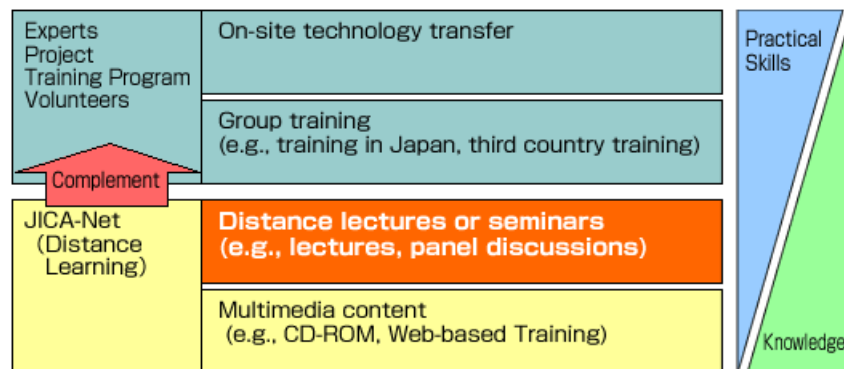 Experts
Project
Training Program
Volunteers
On-site technology transfer
Group training
(e.g., training in Japan, third country training)
Complement
JICA-Net
(Distance
Learning)
Distance lectures or seminars
(e.g., lectures, panel discussions)
Multimedia content
(e.g., CD-ROM, Web-based Training)
Practical
Skills
Knowledge